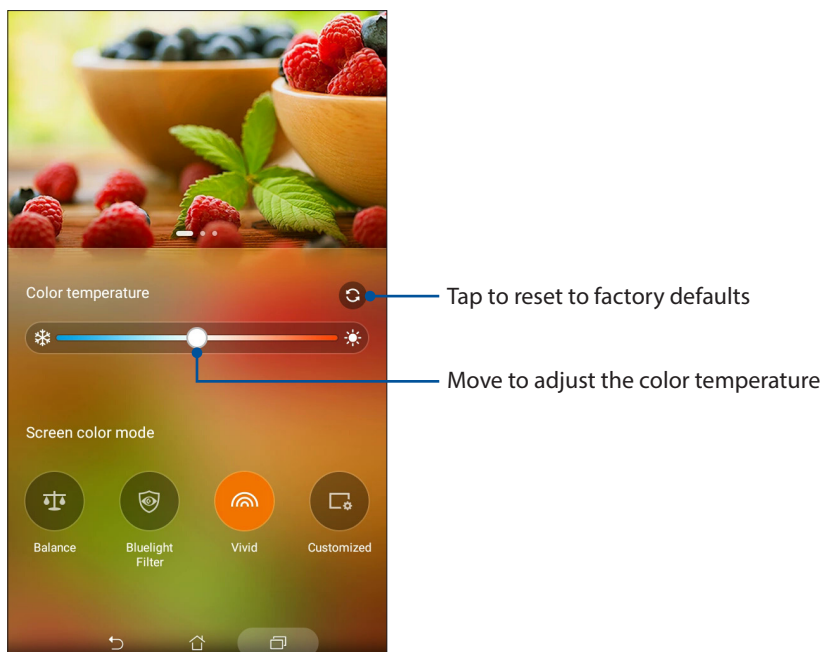 Color temperature
Tap to reset to factory defaults
Move to adjust the color temperature
Screen color mode
Balance
Bluelight
Filter
Vivid
Customized